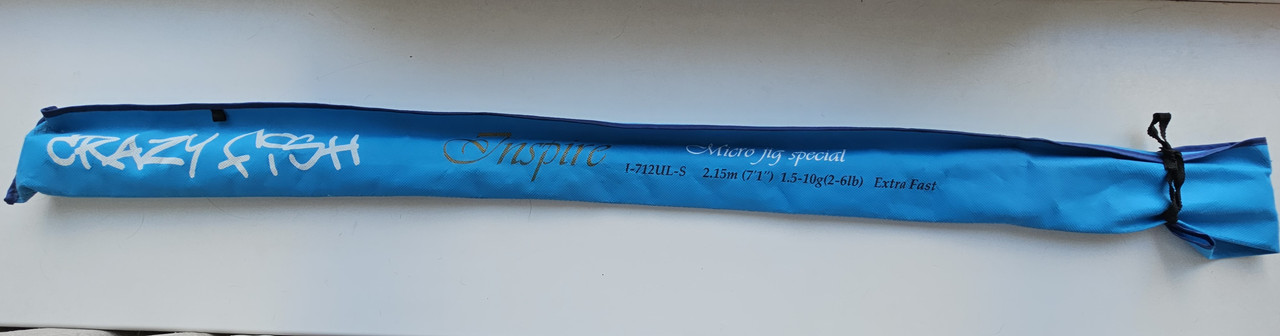 CRAZY FISH
Inspire
Micro jig special
I-712UL-S 2.15m (7'1") 1.5-10g(2-6lb) Extra Fast